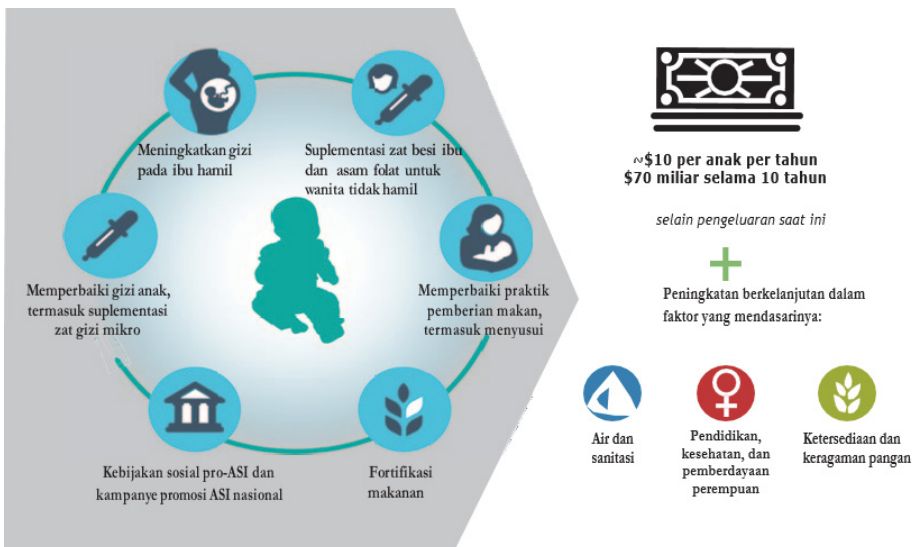 Meningkatkan gizi
pada ibu hamil
Suplementasi zat besi ibu
dan asam folat untuk
wanita tidak hamil
Memperbaiki gizi anak,
termasuk suplementasi
zat gizi mikro
Memperbaiki praktik
pemberian makan,
termasuk menyusui
Kebijakan sosial pro-ASI dan
kampanye promosi ASI nasional
Fortifikasi
makanan
~$10 per anak per tahun
$70 miliar selama 10 tahun
selain pengeluaran saat ini
+
Peningkatan berkelanjutan dalam
faktor yang mendasarinya:
Air dan
sanitasi
Pendidikan,
kesehatan, dan
pemberdayaan
perempuan
Ketersediaan dan
keragaman pangan